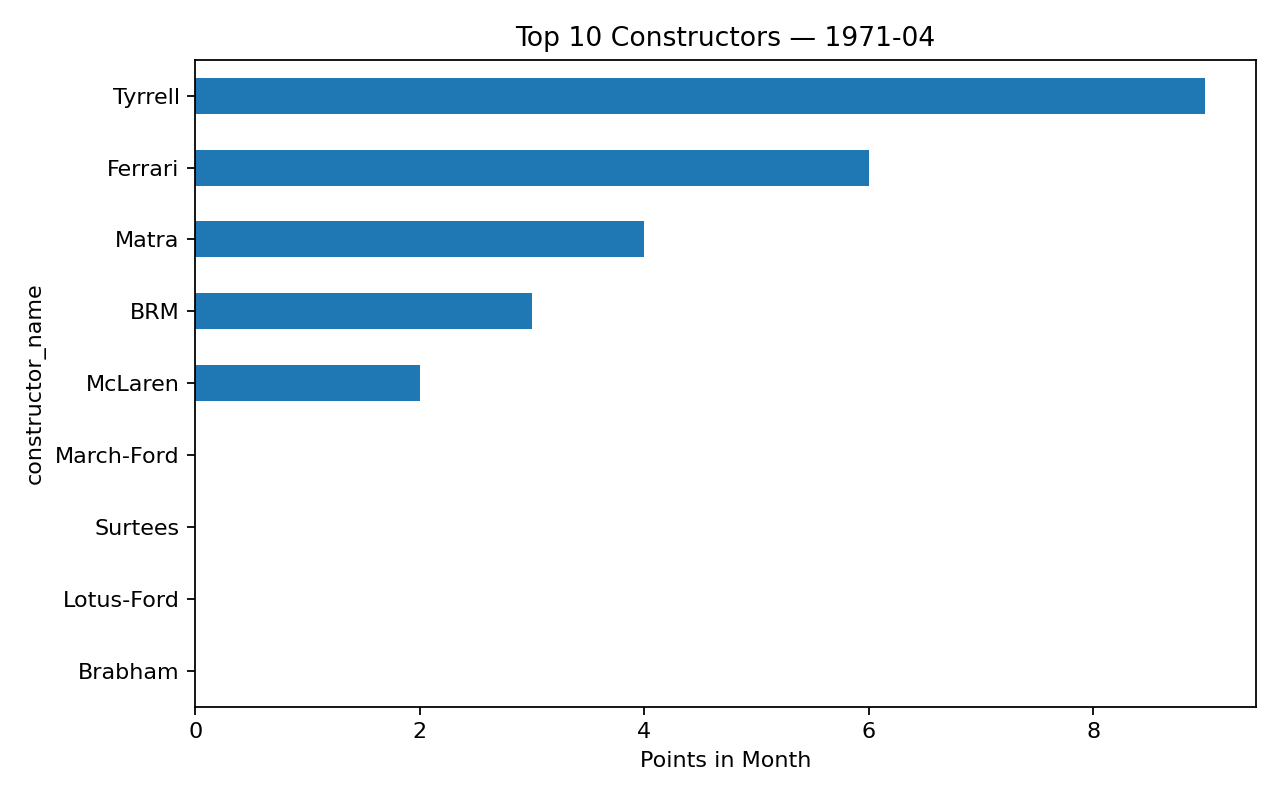 Top 10 Constructors — 1971-04
Tyrrell
Ferrari
Matra
BRM
McLaren
March-Ford
Surtees
Lotus-Ford
Brabham
constructor_name
0 2 4 6 8
Points in Month